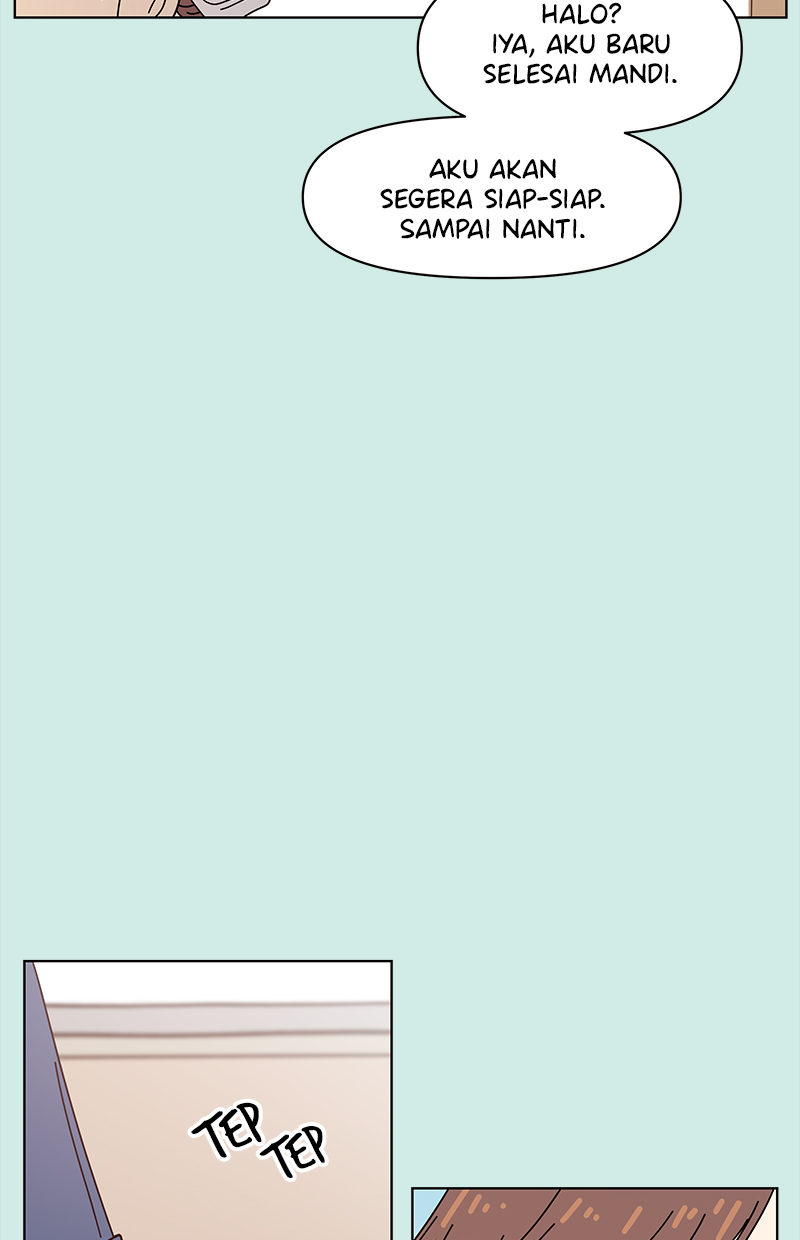 HALO?
IYA, AKU BARU
SELESAI MANDI.
AKU AKAN
SEGERA SIAP-SIAP.
SAMPAI NANTI.
TEP
TEP